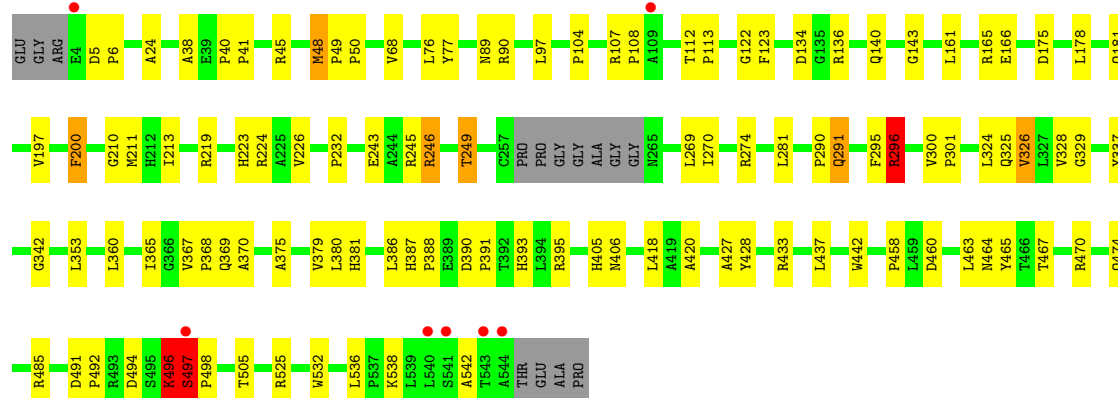 GLU GLY ARG E4 D5 P6 A24 A38 E39 P40 P41 R45 M48 P49 P50 V68 L76 Y77 N89 R90 L97 P104 R107 P108 A109 T112 P113 G122 F123 D134 G135 R136 Q140 G143 L161 R165 E166 D175 L178 Q181
V197 F200 G210 M211 H212 I213 R219 H223 R224 A225 V226 P232 E243 A244 R245 R246 T249 C257 PRO PRO GLY GLY ALA GLY GLY N265 L269 I270 R274 L281 P290 Q291 F295 R296 V300 P301 L324 Q325 V326 L327 V328 G329 Y337
G342 L353 L360 I365 G366 V367 P368 Q369 A370 A375 V379 L380 H381 L386 H387 P388 E389 D390 P391 T392 H393 L394 R395 H405 N406 L418 A419 A420 A427 Y428 R433 L437 W442 P458 L459 D460 L463 N464 Y465 T466 T467 R470
R485 D491 P492 R493 D494 S495 K496 S497 P498 T505 R525 W532 L536 P537 K538 L539 L540 S541 A542 T543 A544 THR GLU ALA PRO